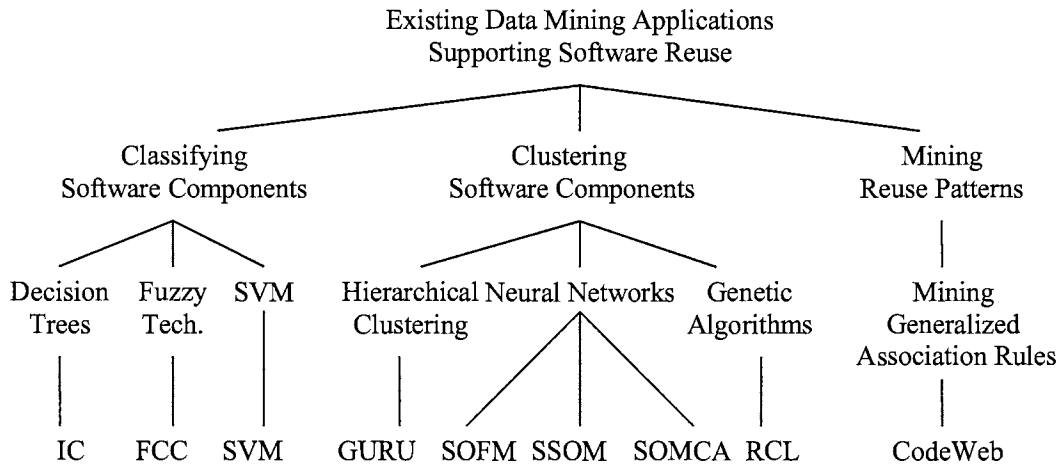 Existing Data Mining Applications
Supporting Software Reuse
Classifying
Software Components
Clustering
Software Components
Mining
Reuse Patterns
Decision
Trees
Fuzzy
Tech.
SVM
Hierarchical
Clustering
Neural Networks
Genetic
Algorithms
Mining
Generalized
Association Rules
IC
FCC
SVM
GURU
SOFM
SSOM
SOMCA
RCL
CodeWeb